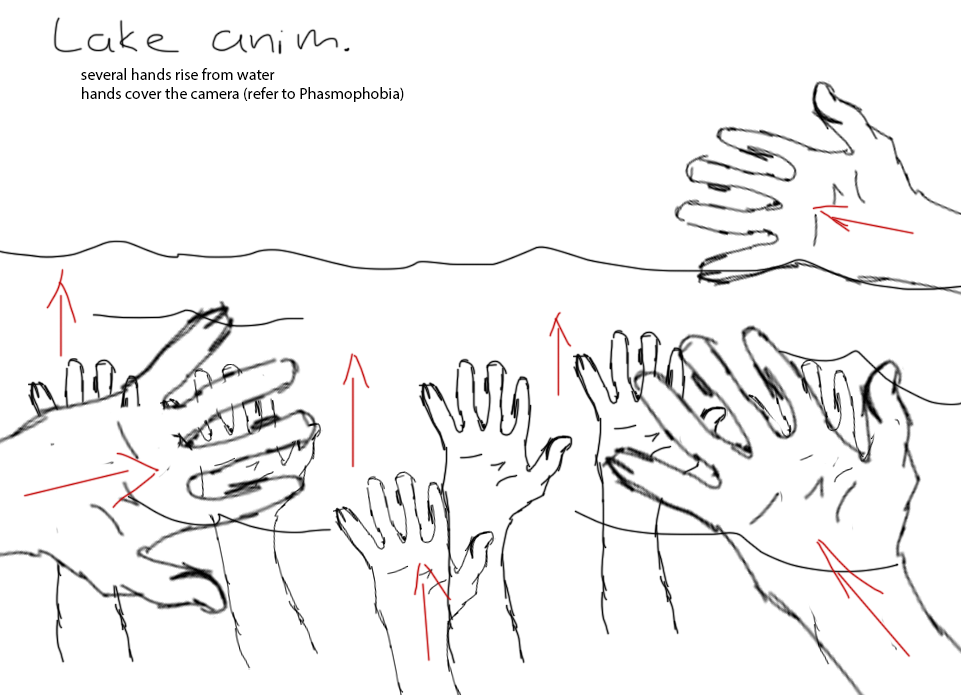 Lake anim.
several hands rise from water
hands cover the camera (refer to Phasmophobia)